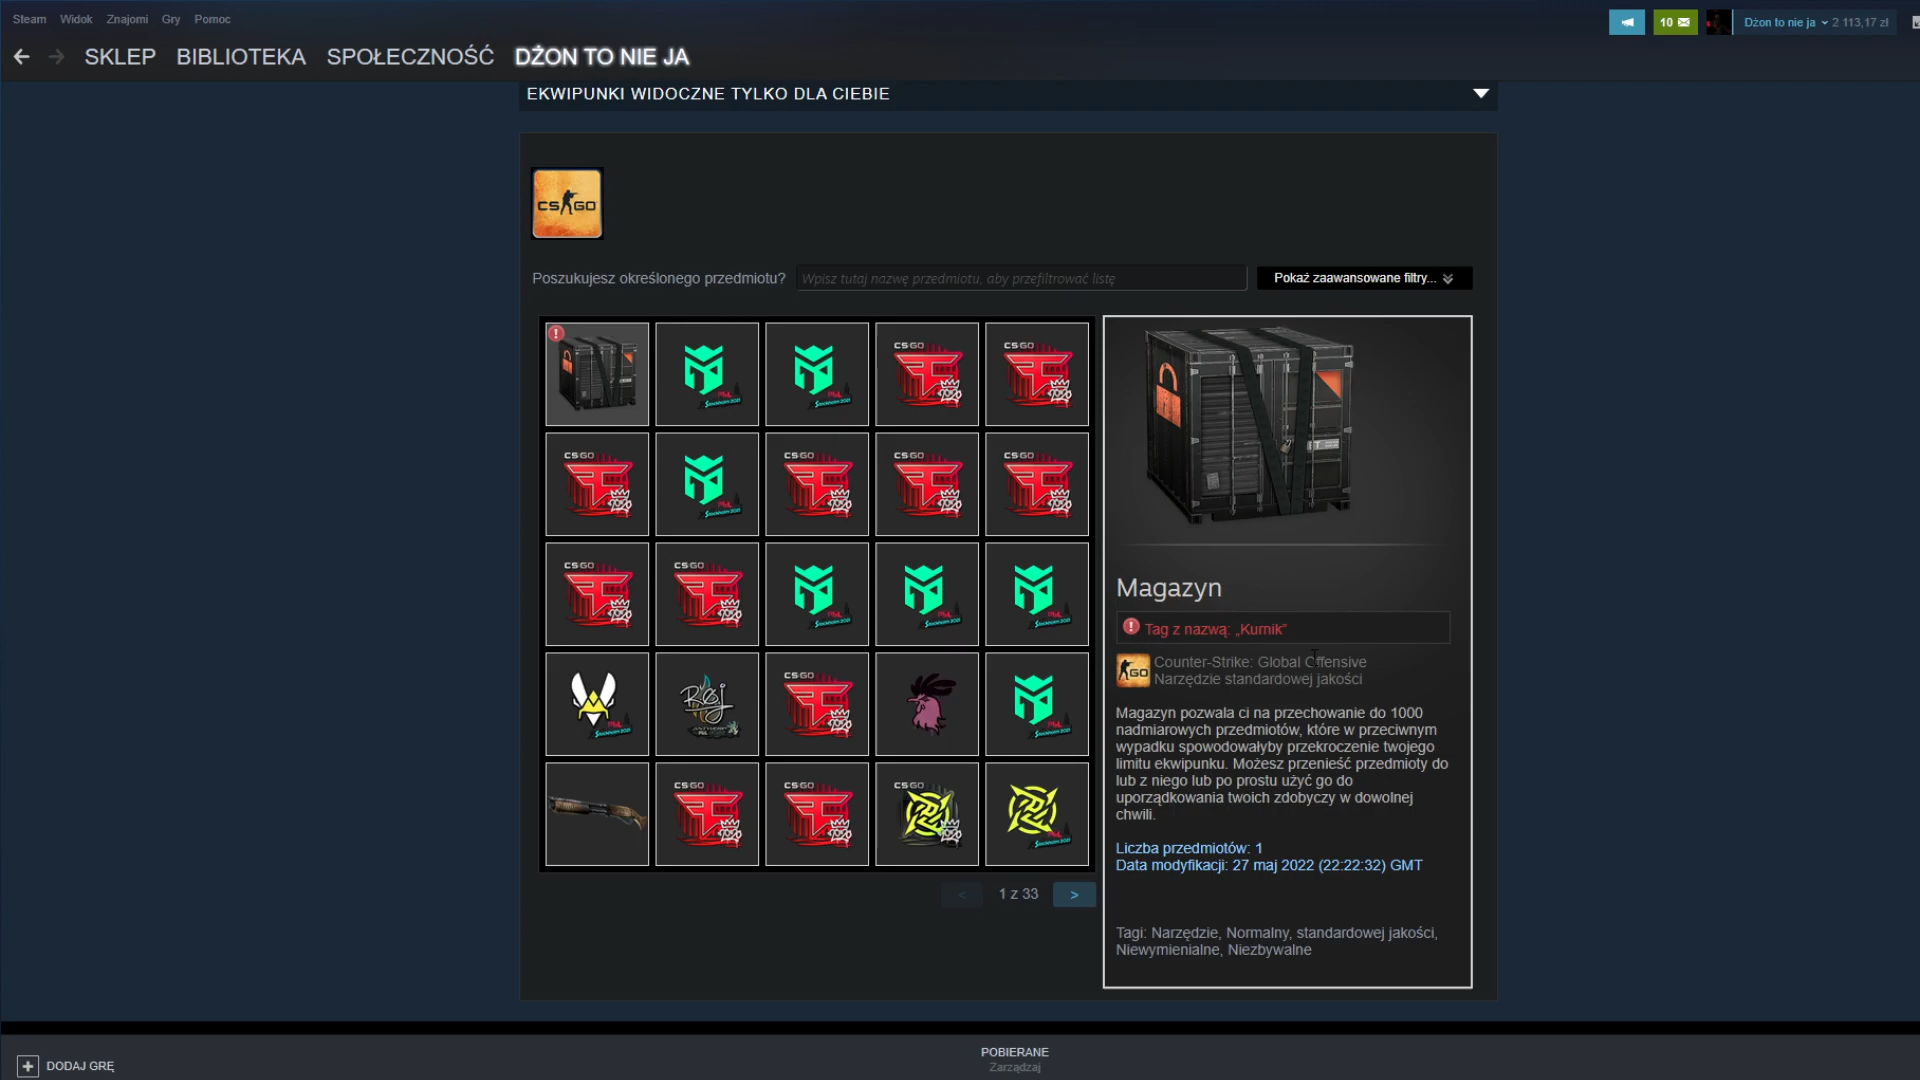 Steam Widok Znajomi Gry Pomoc
10 Dżon to nie ja 2 113,17 zł
SKLEP BIBLIOTEKA SPOŁECZNOŚĆ DŻON TO NIE JA
EKWIPUNKI WIDOCZNE TYLKO DLA CIEBIE
CS GO
Poszukujesz określonego przedmiotu? Wpisz tutaj nazwę przedmiotu, aby przefiltrować listę Pokaż zaawansowane filtry...
Magazyn
Tag z nazwą: „Kurnik”
Counter-Strike: Global Offensive
Narzędzie standardowej jakości
Magazyn pozwala ci na przechowanie do 1000
nadmiarowych przedmiotów, które w przeciwnym
wypadku spowodowałyby przekroczenie twojego
limitu ekwipunku. Możesz przenieść przedmioty do
lub z niego lub po prostu użyć go do
uporządkowania twoich zdobyczy w dowolnej
chwili.
Liczba przedmiotów: 1
Data modyfikacji: 27 maj 2022 (22:22:32) GMT
Tagi: Narzędzie, Normalny, standardowej jakości,
Niewymienialne, Niezbywalne
< 1 z 33 >
DODAJ GRĘ
POBIERANE
Zarządzaj